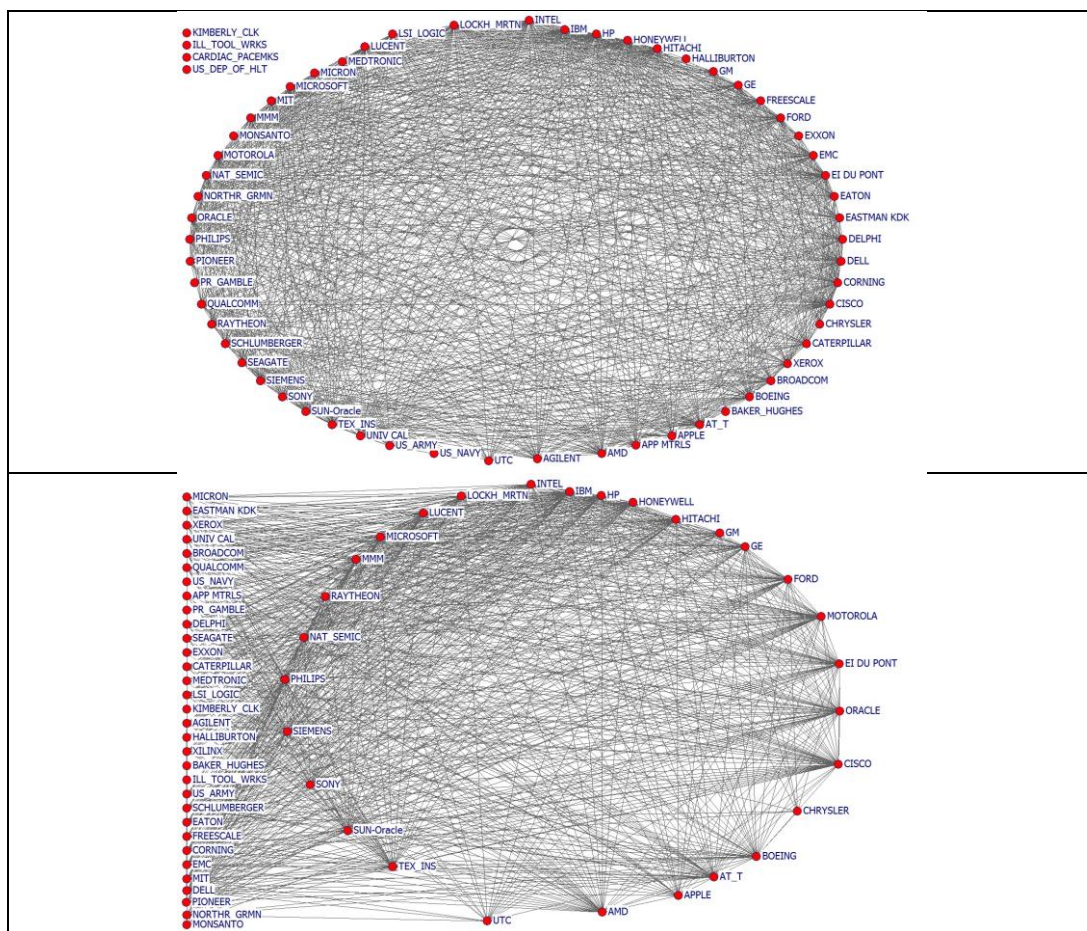 KIMBERLY_CLK
ILL_TOOL_WRKS
CARDIAC_PACEMKS
US_DEP_OF_HLT
INTEL
IBM
HP
HONEYWELL
HITACHI
HALLIBURTON
GM
GE
FREESCALE
FORD
EXXON
EMC
EI DU PONT
EATON
EASTMAN KDK
DELPHI
DELL
CORNING
CISCO
CHRYSLER
CATERPILLAR
XEROX
BROADCOM
BOEING
BAKER_HUGHES
AT_T
APPLE
APP MTRLS
AMD
AGILENT
UTC
US_NAVY
US_ARMY
UNIV CAL
TEX_INS
SUN-Oracle
SONY
SIEMENS
SEAGATE
SCHLUMBERGER
RAYTHEON
QUALCOMM
PR_GAMBLE
PIONEER
PHILIPS
ORACLE
NORTHR_GRMN
NAT_SEMIC
MOTOROLA
MONSANTO
MMM
MIT
MICROSOFT
MICRON
MEDTRONIC
LUCENT
LSI_LOGIC
LOCKH_MRTN
MICRON
EASTMAN KDK
XEROX
UNIV CAL
BROADCOM
QUALCOMM
US_NAVY
APP MTRLS
PR_GAMBLE
DELPHI
SEAGATE
EXXON
CATERPILLAR
MEDTRONIC
LSI_LOGIC
KIMBERLY_CLK
AGILENT
HALLIBURTON
XILINX
BAKER_HUGHES
ILL_TOOL_WRKS
US_ARMY
SCHLUMBERGER
EATON
FREESCALE
CORNING
EMC
MIT
DELL
PIONEER
NORTHR_GRMN
MONSANTO
INTEL
IBM
HP
HONEYWELL
HITACHI
GM
GE
FORD
MOTOROLA
EI DU PONT
ORACLE
CISCO
CHRYSLER
BOEING
AT_T
APPLE
AMD
UTC
TEX_INS
SUN-Oracle
SONY
SIEMENS
PHILIPS
NAT_SEMIC
RAYTHEON
MMM
MICROSOFT
LUCENT
LOCKH_MRTN